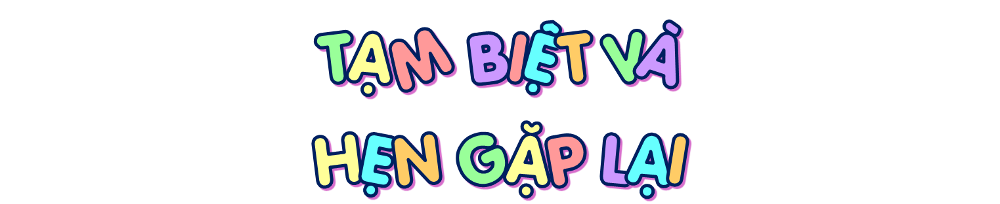 TẠM BIỆT VÀ
HẸN GẶP LẠI